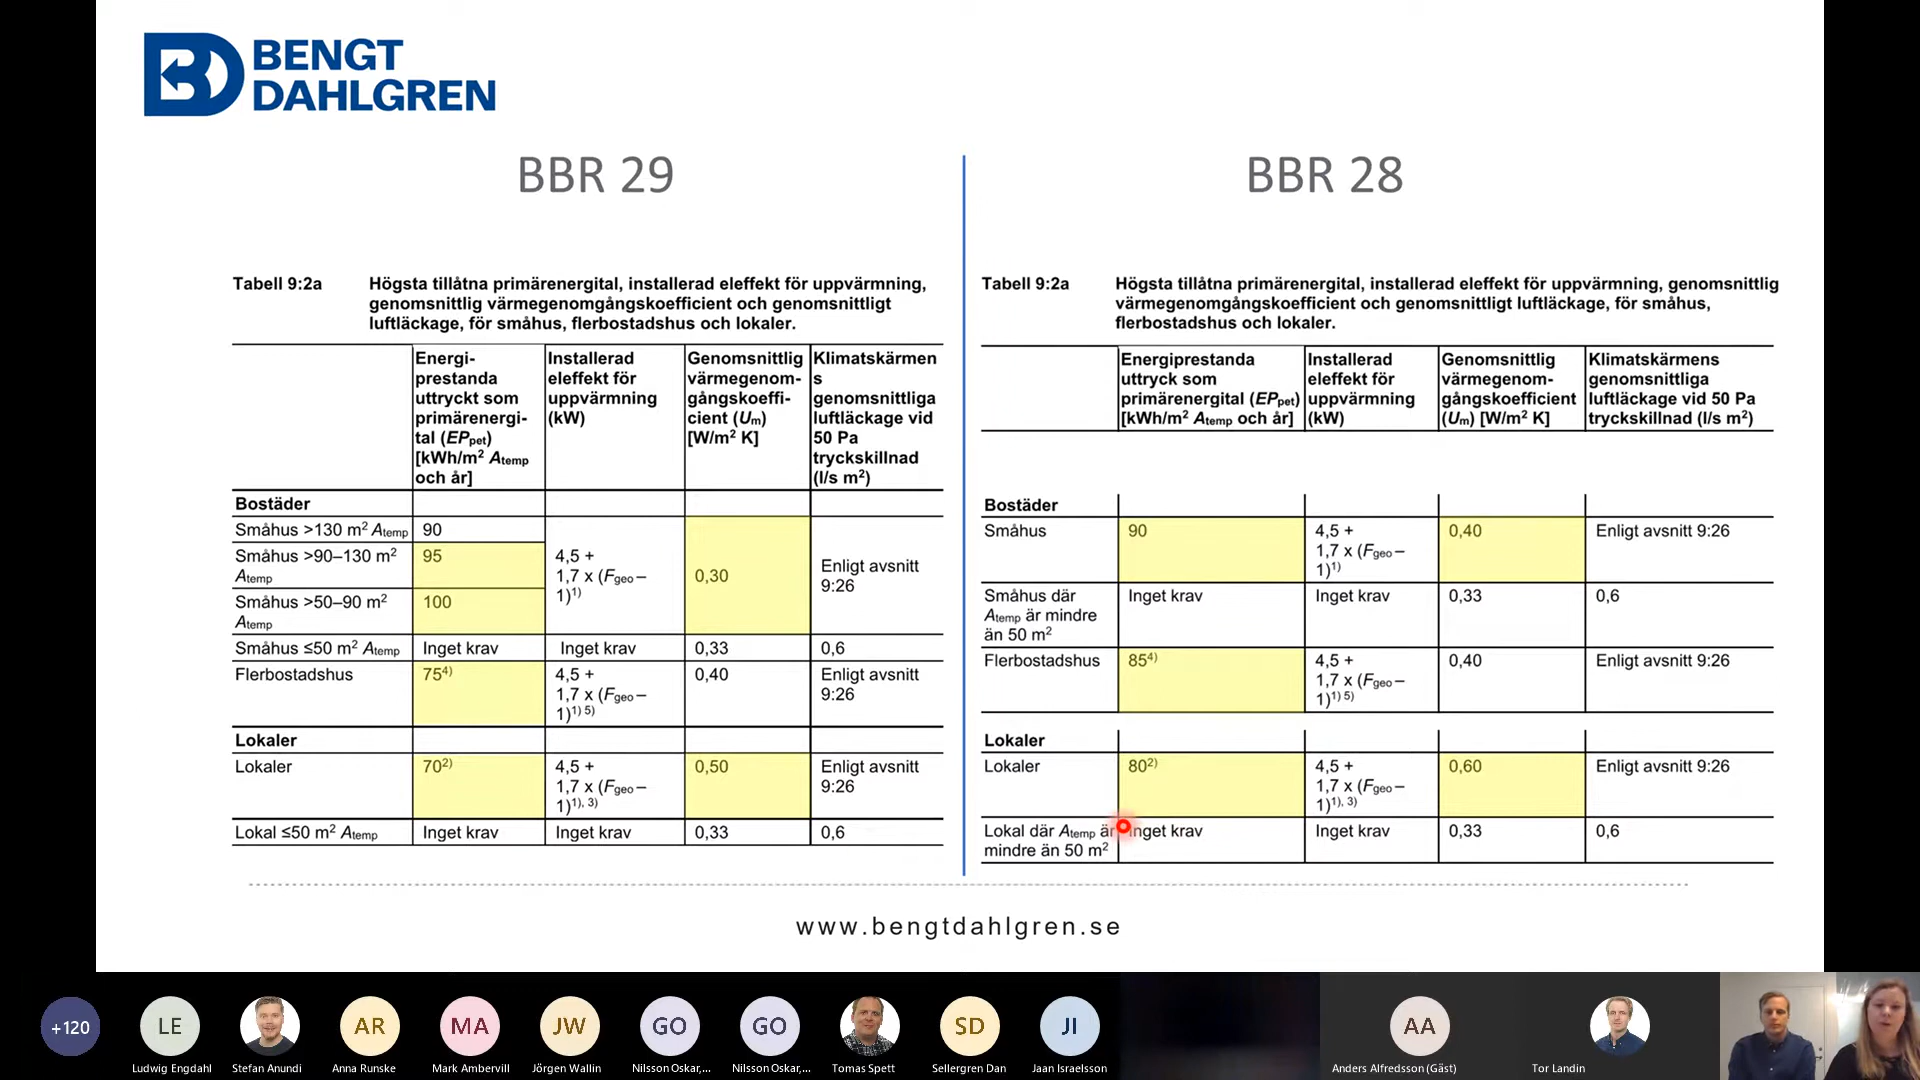 BENGT
DAHLGREN
BBR 29
BBR 28
Tabell 9:2a
Högsta tillåtna primärenergital, installerad eleffekt för uppvärmning,
genomsnittlig värmegenomgångskoefficient och genomsnittligt
luftläckage, för småhus, flerbostadshus och lokaler.
Energi-
prestanda
uttryckt som
primärenergi-
tal (EPpet)
[kWh/m² Atemp
och år]
Installerad
eleffekt för
uppvärmning
(kW)
Genomsnittlig
värmegenom-
gångskoeffi-
cient (Um)
[W/m² K]
Klimatskärmen
s
genomsnittliga
luftläckage vid
50 Pa
tryckskillnad
(l/s m²)
Bostäder
Småhus >130 m² Atemp
90
Småhus >90–130 m²
Atemp
95
Småhus >50–90 m²
Atemp
100
4,5 +
1,7 x (Fgeo –
1)¹⁾
0,30
Enligt avsnitt
9:26
Småhus ≤50 m² Atemp
Inget krav
Inget krav
0,33
0,6
Flerbostadshus
75⁴⁾
4,5 +
1,7 x (Fgeo –
1)¹⁾ ⁵⁾
0,40
Enligt avsnitt
9:26
Lokaler
Lokaler
70²⁾
4,5 +
1,7 x (Fgeo –
1)¹⁾, ³⁾
0,50
Enligt avsnitt
9:26
Lokal ≤50 m² Atemp
Inget krav
Inget krav
0,33
0,6
Tabell 9:2a
Högsta tillåtna primärenergital, installerad eleffekt för uppvärmning, genomsnittlig
värmegenomgångskoefficient och genomsnittligt luftläckage, för småhus,
flerbostadshus och lokaler.
Energiprestanda
uttryck som
primärenergital (EPpet)
[kWh/m² Atemp och år]
Installerad
eleffekt för
uppvärmning
(kW)
Genomsnittlig
värmegenom-
gångskoefficient
(Um) [W/m² K]
Klimatskärmens
genomsnittliga
luftläckage vid 50 Pa
tryckskillnad (l/s m²)
Bostäder
Småhus
90
4,5 +
1,7 x (Fgeo –
1)¹⁾
0,40
Enligt avsnitt 9:26
Småhus där
Atemp är mindre
än 50 m²
Inget krav
Inget krav
0,33
0,6
Flerbostadshus
85⁴⁾
4,5 +
1,7 x (Fgeo –
1)¹⁾ ⁵⁾
0,40
Enligt avsnitt 9:26
Lokaler
Lokaler
80²⁾
4,5 +
1,7 x (Fgeo –
1)¹⁾, ³⁾
0,60
Enligt avsnitt 9:26
Lokal där Atemp är
mindre än 50 m²
Inget krav
Inget krav
0,33
0,6
www.bengtdahlgren.se
+120
LE
AR
MA
JW
GO
GO
SD
JI
AA
Ludwig Engdahl
Stefan Anundi
Anna Runske
Mark Ambervill
Jörgen Wallin
Nilsson Oskar,...
Nilsson Oskar,...
Tomas Spett
Sellergren Dan
Jaan Israelsson
Anders Alfredsson (Gäst)
Tor Landin